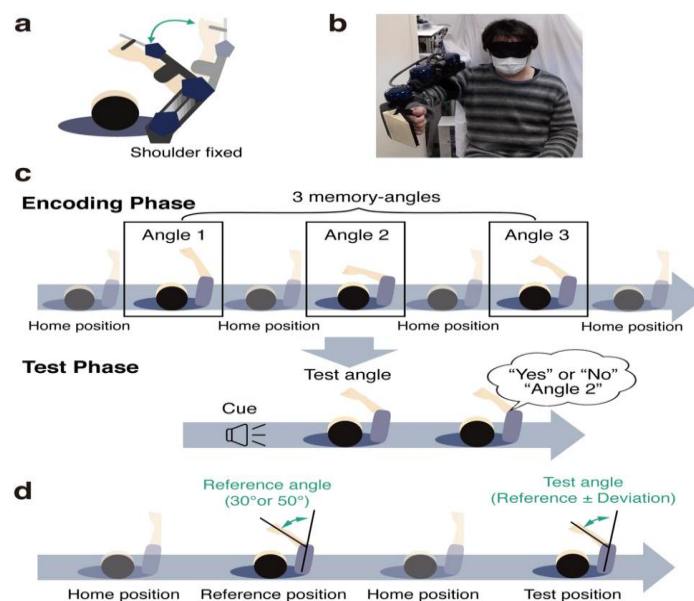 a
b
Shoulder fixed
c
Encoding Phase
3 memory-angles
Angle 1
Angle 2
Angle 3
Home position
Home position
Home position
Home position
Test Phase
Test angle
Cue
“Yes” or “No”
“Angle 2”
d
Reference angle
(30°or 50°)
Test angle
(Reference ± Deviation)
Home position
Reference position
Home position
Test position